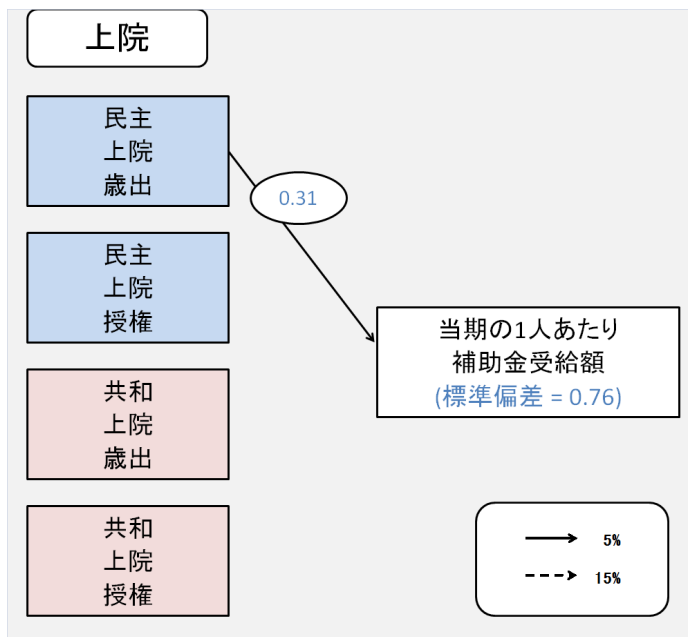 上院
民主
上院
歳出
0.31
民主
上院
授権
当期の1人あたり
補助金受給額
(標準偏差 = 0.76)
共和
上院
歳出
共和
上院
授権
5%
15%